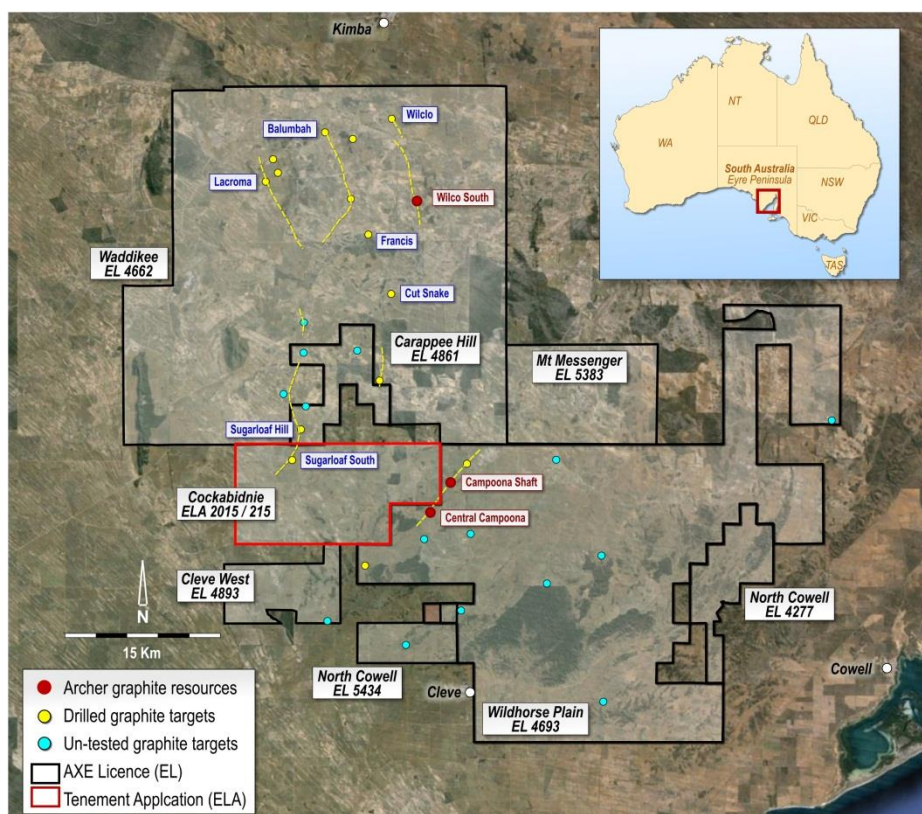 Kimba
WA
NT
QLD
South Australia
Eyre Peninsula
NSW
VIC
TAS
Balumbah
Wilclo
Lacroma
Wilco South
Francis
Waddikee
EL 4662
Cut Snake
Carappee Hill
EL 4861
Mt Messenger
EL 5383
Sugarloaf Hill
Sugarloaf South
Campoona Shaft
Cockabidnie
ELA 2015 / 215
Central Campoona
Cleve West
EL 4893
North Cowell
EL 4277
N
15 Km
North Cowell
EL 5434
Cleve
Cowell
Wildhorse Plain
EL 4693
Archer graphite resources
Drilled graphite targets
Un-tested graphite targets
AXE Licence (EL)
Tenement Applcation (ELA)